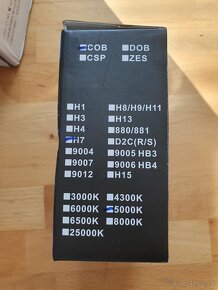 COB DOB
CSP ZES
H1 H8/H9/H11
H3 H13
H4 880/881
H7 D2C(R/S)
9004 9005 HB3
9007 9006 HB4
9012 H15
3000K 4300K
6000K 5000K
6500K 8000K
25000K